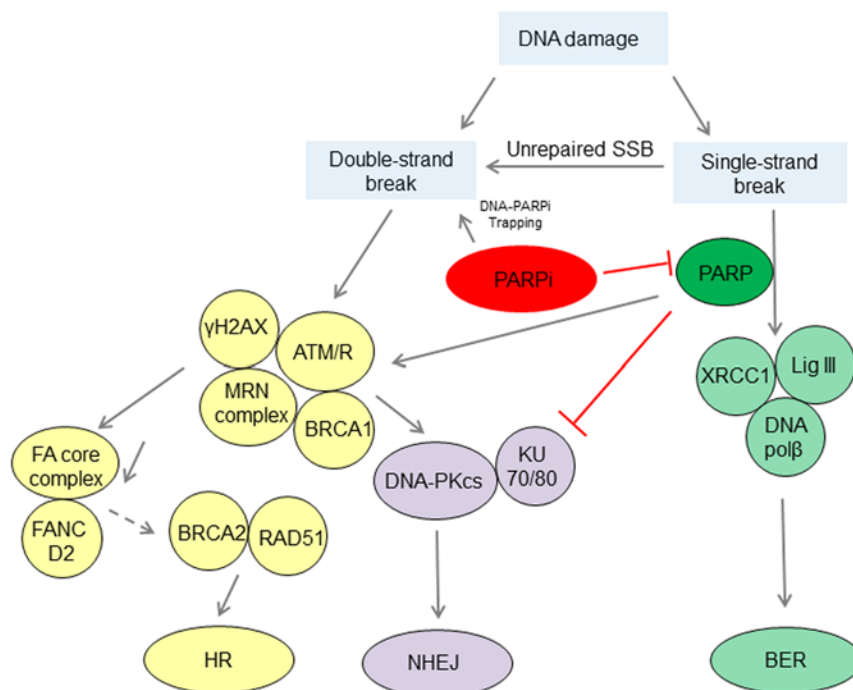 DNA damage
Double-strand
break
Unrepaired SSB
Single-strand
break
DNA-PARPi
Trapping
PARPi
PARP
γH2AX
ATM/R
MRN
complex
BRCA1
XRCC1
Lig III
DNA
polβ
FA core
complex
FANC
D2
BRCA2
RAD51
DNA-PKcs
KU
70/80
HR
NHEJ
BER